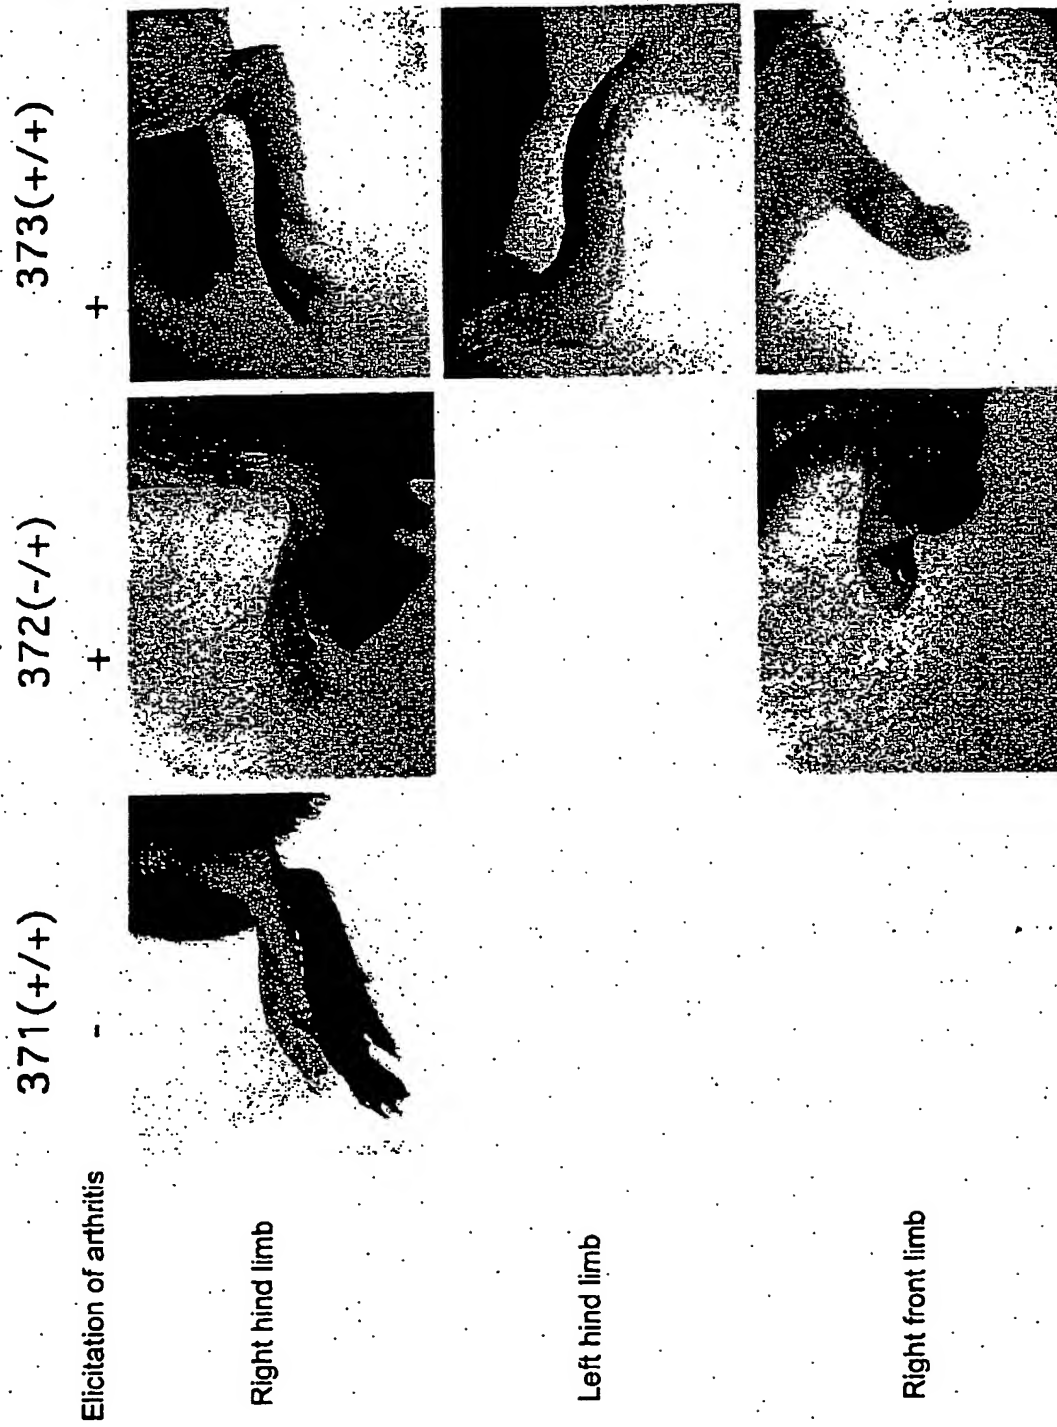 371(+/+) 372(-/+) 373(+/+)
Elicitation of arthritis - + +
Right hind limb
Left hind limb
Right front limb